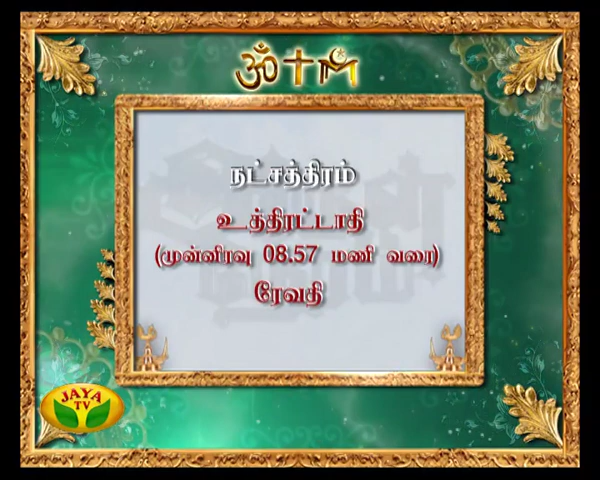 ௐ
நட்சத்திரம்
உத்திரட்டாதி
(முன்னிரவு 08.57 மணி வரை)
ரேவதி
JAYA
TV